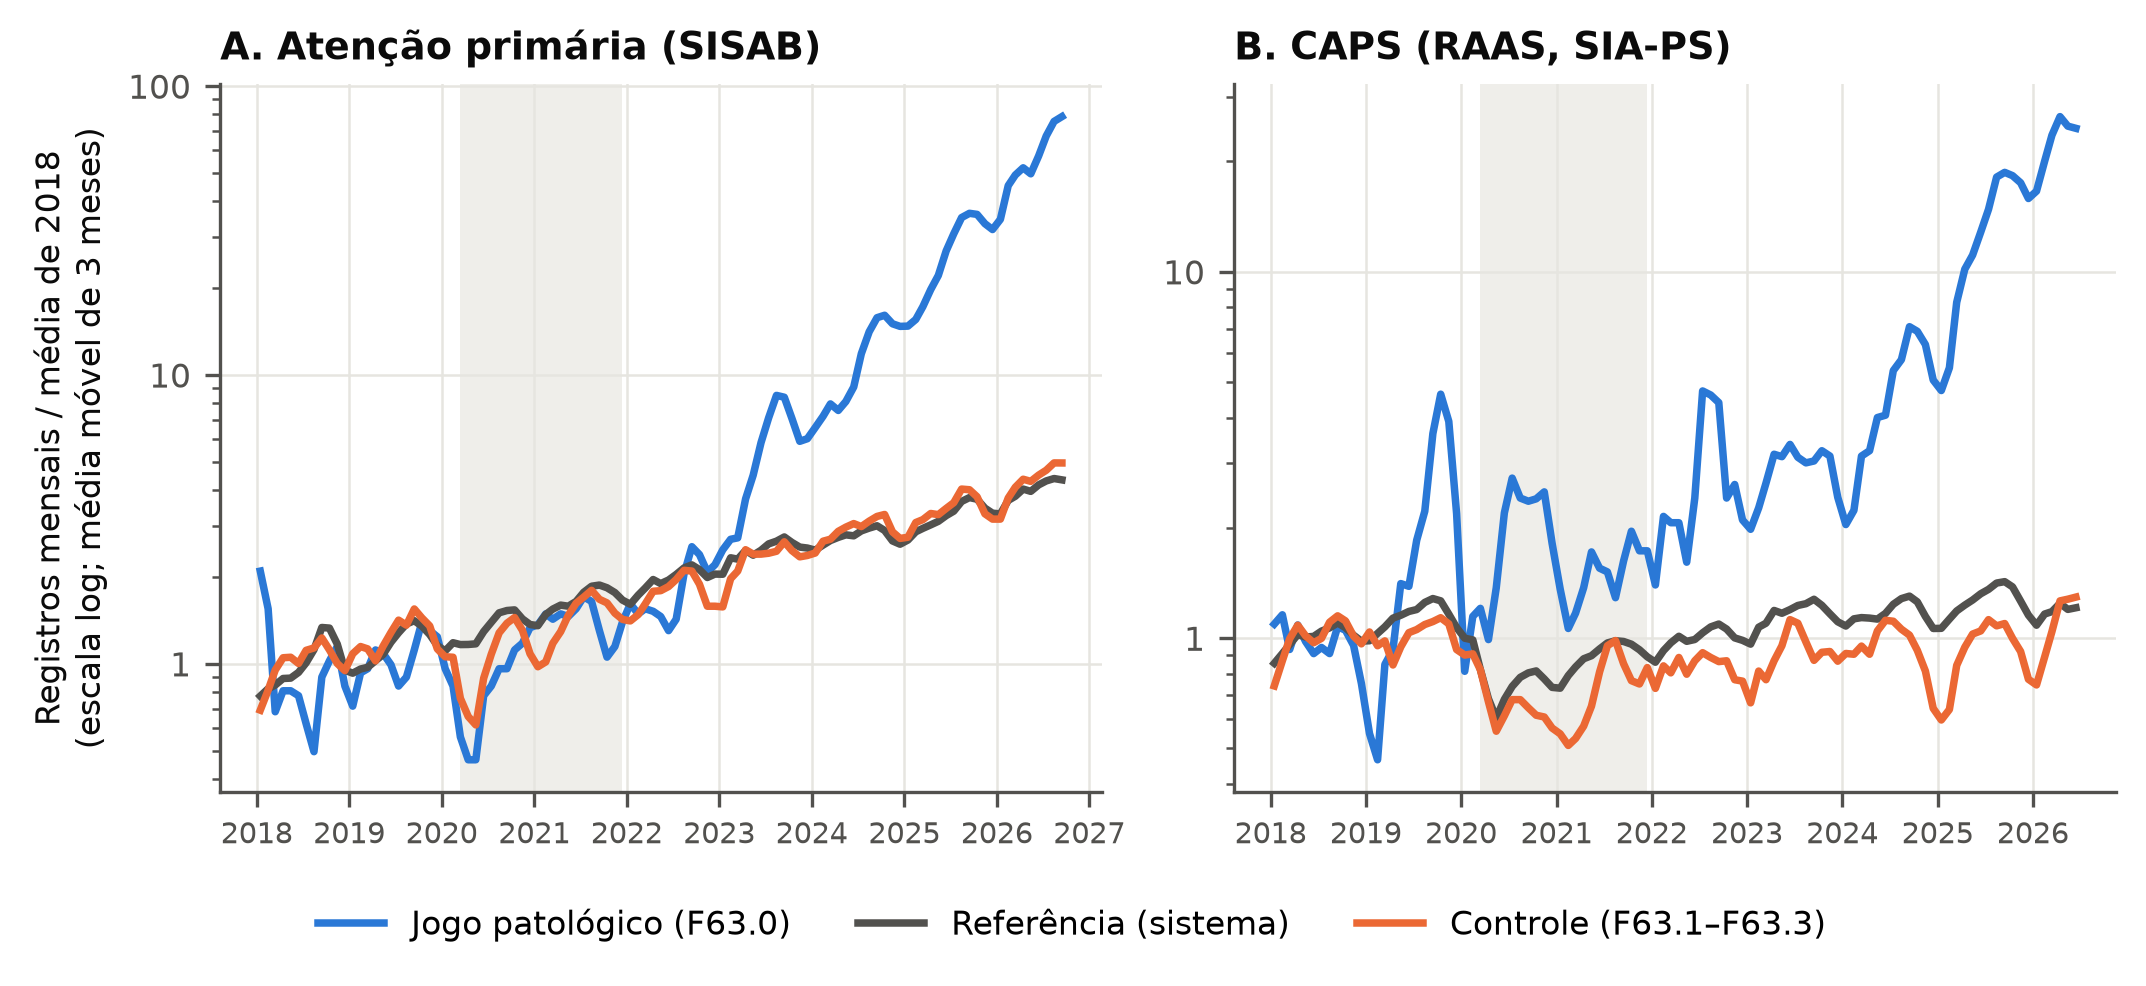 A. Atenção primária (SISAB)
B. CAPS (RAAS, SIA-PS)
Registros mensais / média de 2018
(escala log; média móvel de 3 meses)
100
10
1
10
1
2018 2019 2020 2021 2022 2023 2024 2025 2026 2027
2018 2019 2020 2021 2022 2023 2024 2025 2026
Jogo patológico (F63.0)
Referência (sistema)
Controle (F63.1–F63.3)